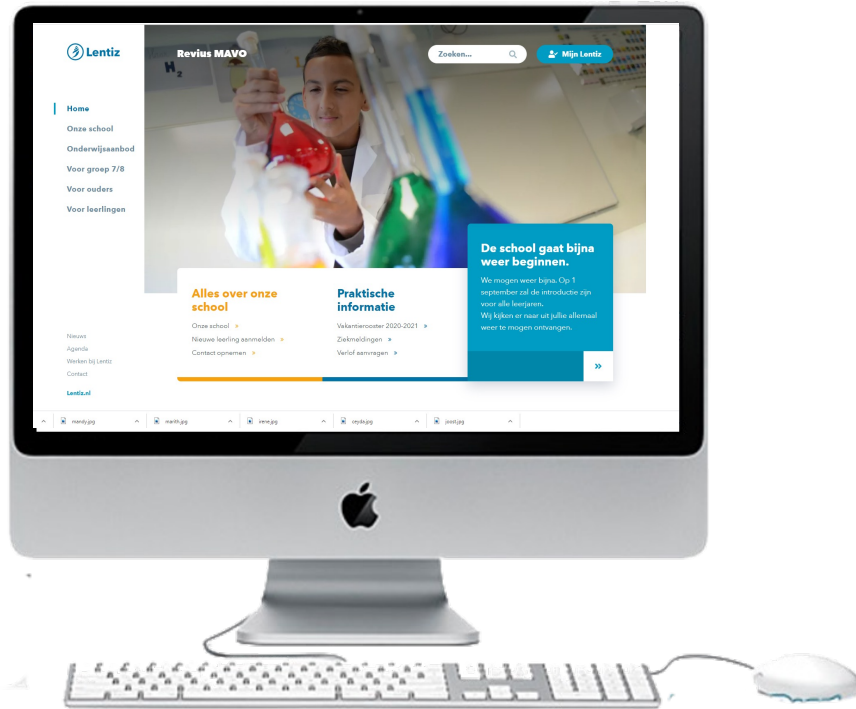 Lentiz
Revius MAVO
Zoeken...
Mijn Lentiz
H 2
Home
Onze school
Onderwijsaanbod
Voor groep 7/8
Voor ouders
Voor leerlingen
Nieuws
Agenda
Werken bij Lentiz
Contact
Lentiz.nl
Alles over onze
school
Onze school »
Nieuwe leerling aanmelden »
Contact opnemen »
Praktische
informatie
Vakantierooster 2020-2021 »
Ziekmeldingen »
Verlof aanvragen »
De school gaat bijna
weer beginnen.
We mogen weer bijna. Op 1
september zal de introductie zijn
voor alle leerjaren.
Wij kijken er naar uit jullie allemaal
weer te mogen ontvangen.
»
mandy.jpg
marith.jpg
irene.jpg
ceyda.jpg
joost.jpg